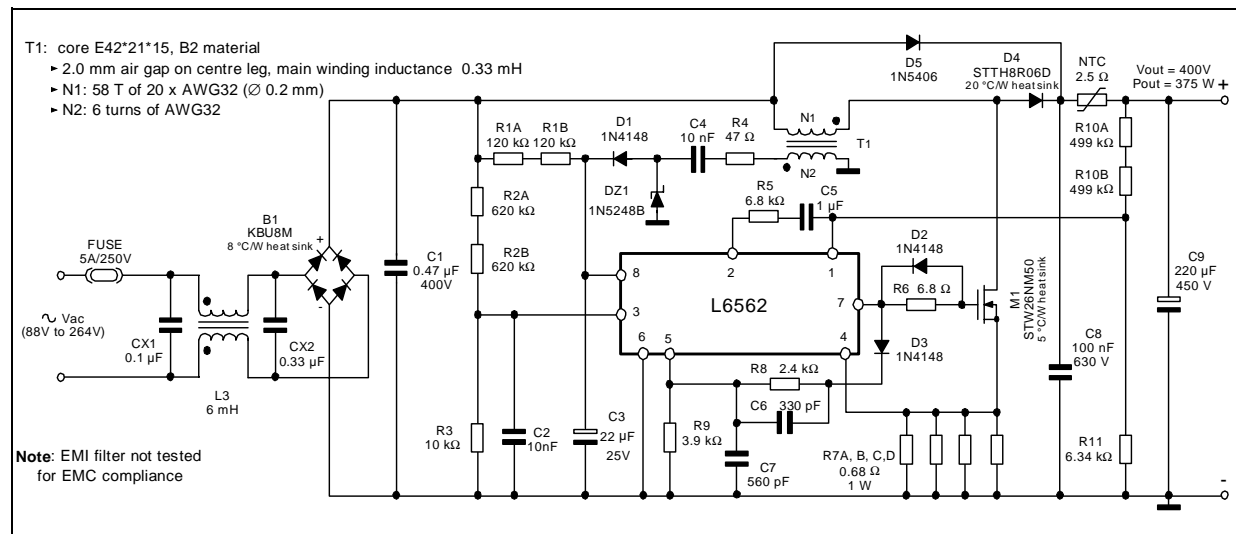 T1: core E42*21*15, B2 material
► 2.0 mm air gap on centre leg, main winding inductance 0.33 mH
► N1: 58 T of 20 x AWG32 (∅ 0.2 mm)
► N2: 6 turns of AWG32
D5
1N5406
D4
STTH8R06D
20 °C/W heat sink
NTC
2.5 Ω
Vout = 400V
Pout = 375 W
+
R1A
120 kΩ
R1B
120 kΩ
D1
1N4148
C4
10 nF
R4
47 Ω
N1
T1
N2
R10A
499 kΩ
R10B
499 kΩ
DZ1
1N5248B
R5
6.8 kΩ
C5
1 µF
R2A
620 kΩ
R2B
620 kΩ
B1
KBU8M
8 °C/W heat sink
+
-
FUSE
5A/250V
C1
0.47 µF
400V
D2
1N4148
R6 6.8 Ω
M1
STW26NM50
5 °C/W heat sink
C9
220 µF
450 V
8
3
2
1
7
6
5
4
L6562
Vac
(88V to 264V)
CX1
0.1 µF
CX2
0.33 µF
L3
6 mH
D3
1N4148
C8
100 nF
630 V
R8 2.4 kΩ
C6 330 pF
R3
10 kΩ
C2
10nF
C3
22 µF
25V
R9
3.9 kΩ
C7
560 pF
R7A, B, C,D
0.68 Ω
1 W
R11
6.34 kΩ
-
Note: EMI filter not tested
for EMC compliance